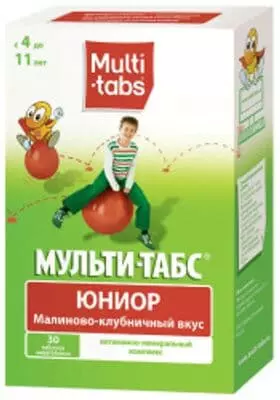 с 4 до
11 лет
Multi
-tabs®
МУЛЬТИ-ТАБС®
ЮНИОР
Малиново-клубничный вкус
30
витаминно-минеральный
комплекс